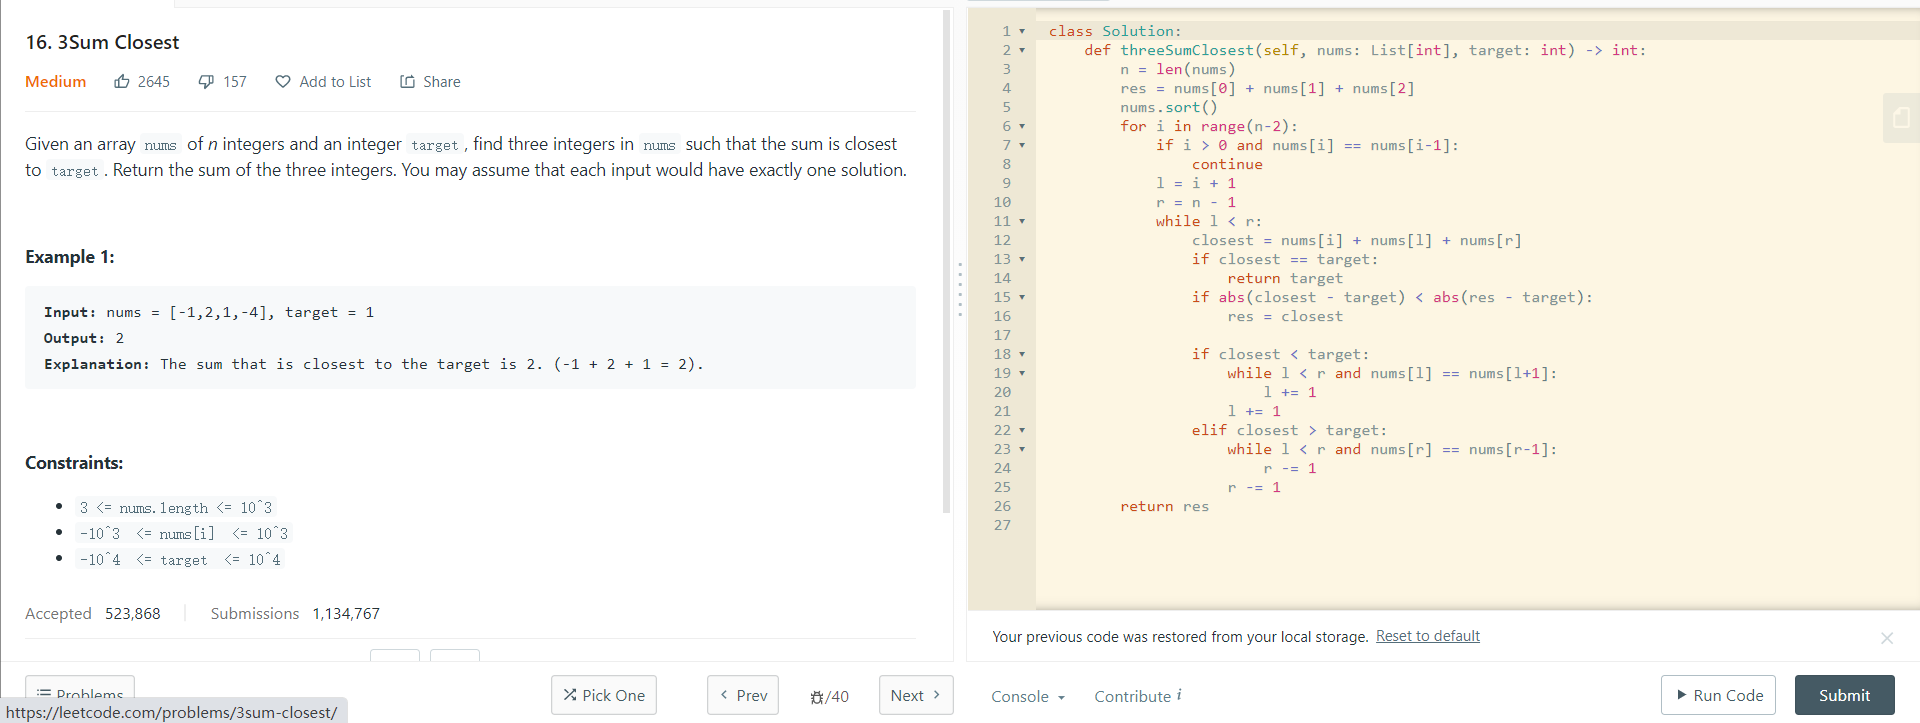 16. 3Sum Closest
Medium 2645 157 Add to List Share
Given an array nums of n integers and an integer target, find three integers in nums such that the sum is closest
to target. Return the sum of the three integers. You may assume that each input would have exactly one solution.
Example 1:
Input: nums = [-1,2,1,-4], target = 1
Output: 2
Explanation: The sum that is closest to the target is 2. (-1 + 2 + 1 = 2).
Constraints:
• 3 <= nums.length <= 10^3
• -10^3 <= nums[i] <= 10^3
• -10^4 <= target <= 10^4
Accepted 523,868 Submissions 1,134,767
Problems
Pick One
< Prev
/40
Next >
https://leetcode.com/problems/3sum-closest/
1 class Solution:
2     def threeSumClosest(self, nums: List[int], target: int) -> int:
3         n = len(nums)
4         res = nums[0] + nums[1] + nums[2]
5         nums.sort()
6         for i in range(n-2):
7             if i > 0 and nums[i] == nums[i-1]:
8                 continue
9             l = i + 1
10             r = n - 1
11             while l < r:
12                 closest = nums[i] + nums[l] + nums[r]
13                 if closest == target:
14                     return target
15                 if abs(closest - target) < abs(res - target):
16                     res = closest
17
18                 if closest < target:
19                     while l < r and nums[l] == nums[l+1]:
20                         l += 1
21                     l += 1
22                 elif closest > target:
23                     while l < r and nums[r] == nums[r-1]:
24                         r -= 1
25                     r -= 1
26         return res
27
Your previous code was restored from your local storage. Reset to default
Console
Contribute i
Run Code
Submit